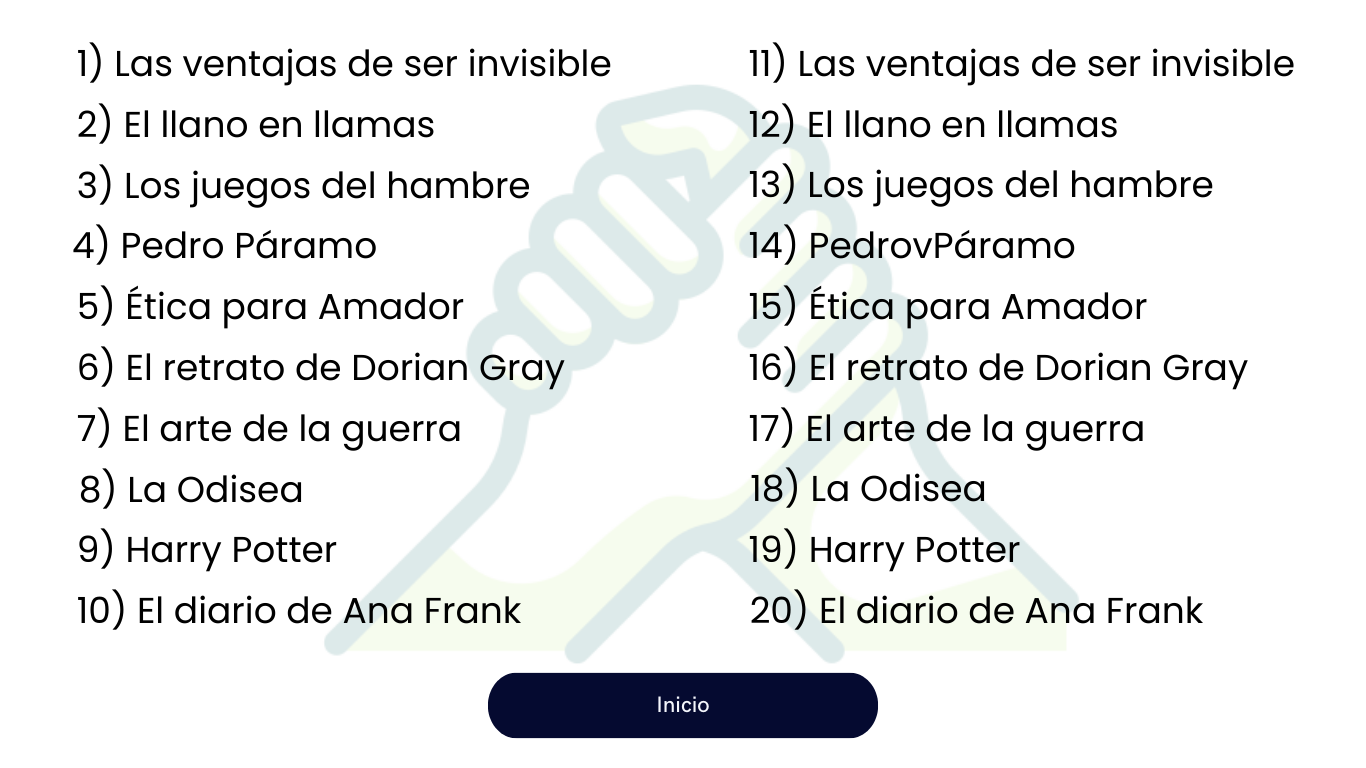 1) Las ventajas de ser invisible
2) El llano en llamas
3) Los juegos del hambre
4) Pedro Páramo
5) Ética para Amador
6) El retrato de Dorian Gray
7) El arte de la guerra
8) La Odisea
9) Harry Potter
10) El diario de Ana Frank
11) Las ventajas de ser invisible
12) El llano en llamas
13) Los juegos del hambre
14) PedrovPáramo
15) Ética para Amador
16) El retrato de Dorian Gray
17) El arte de la guerra
18) La Odisea
19) Harry Potter
20) El diario de Ana Frank
Inicio